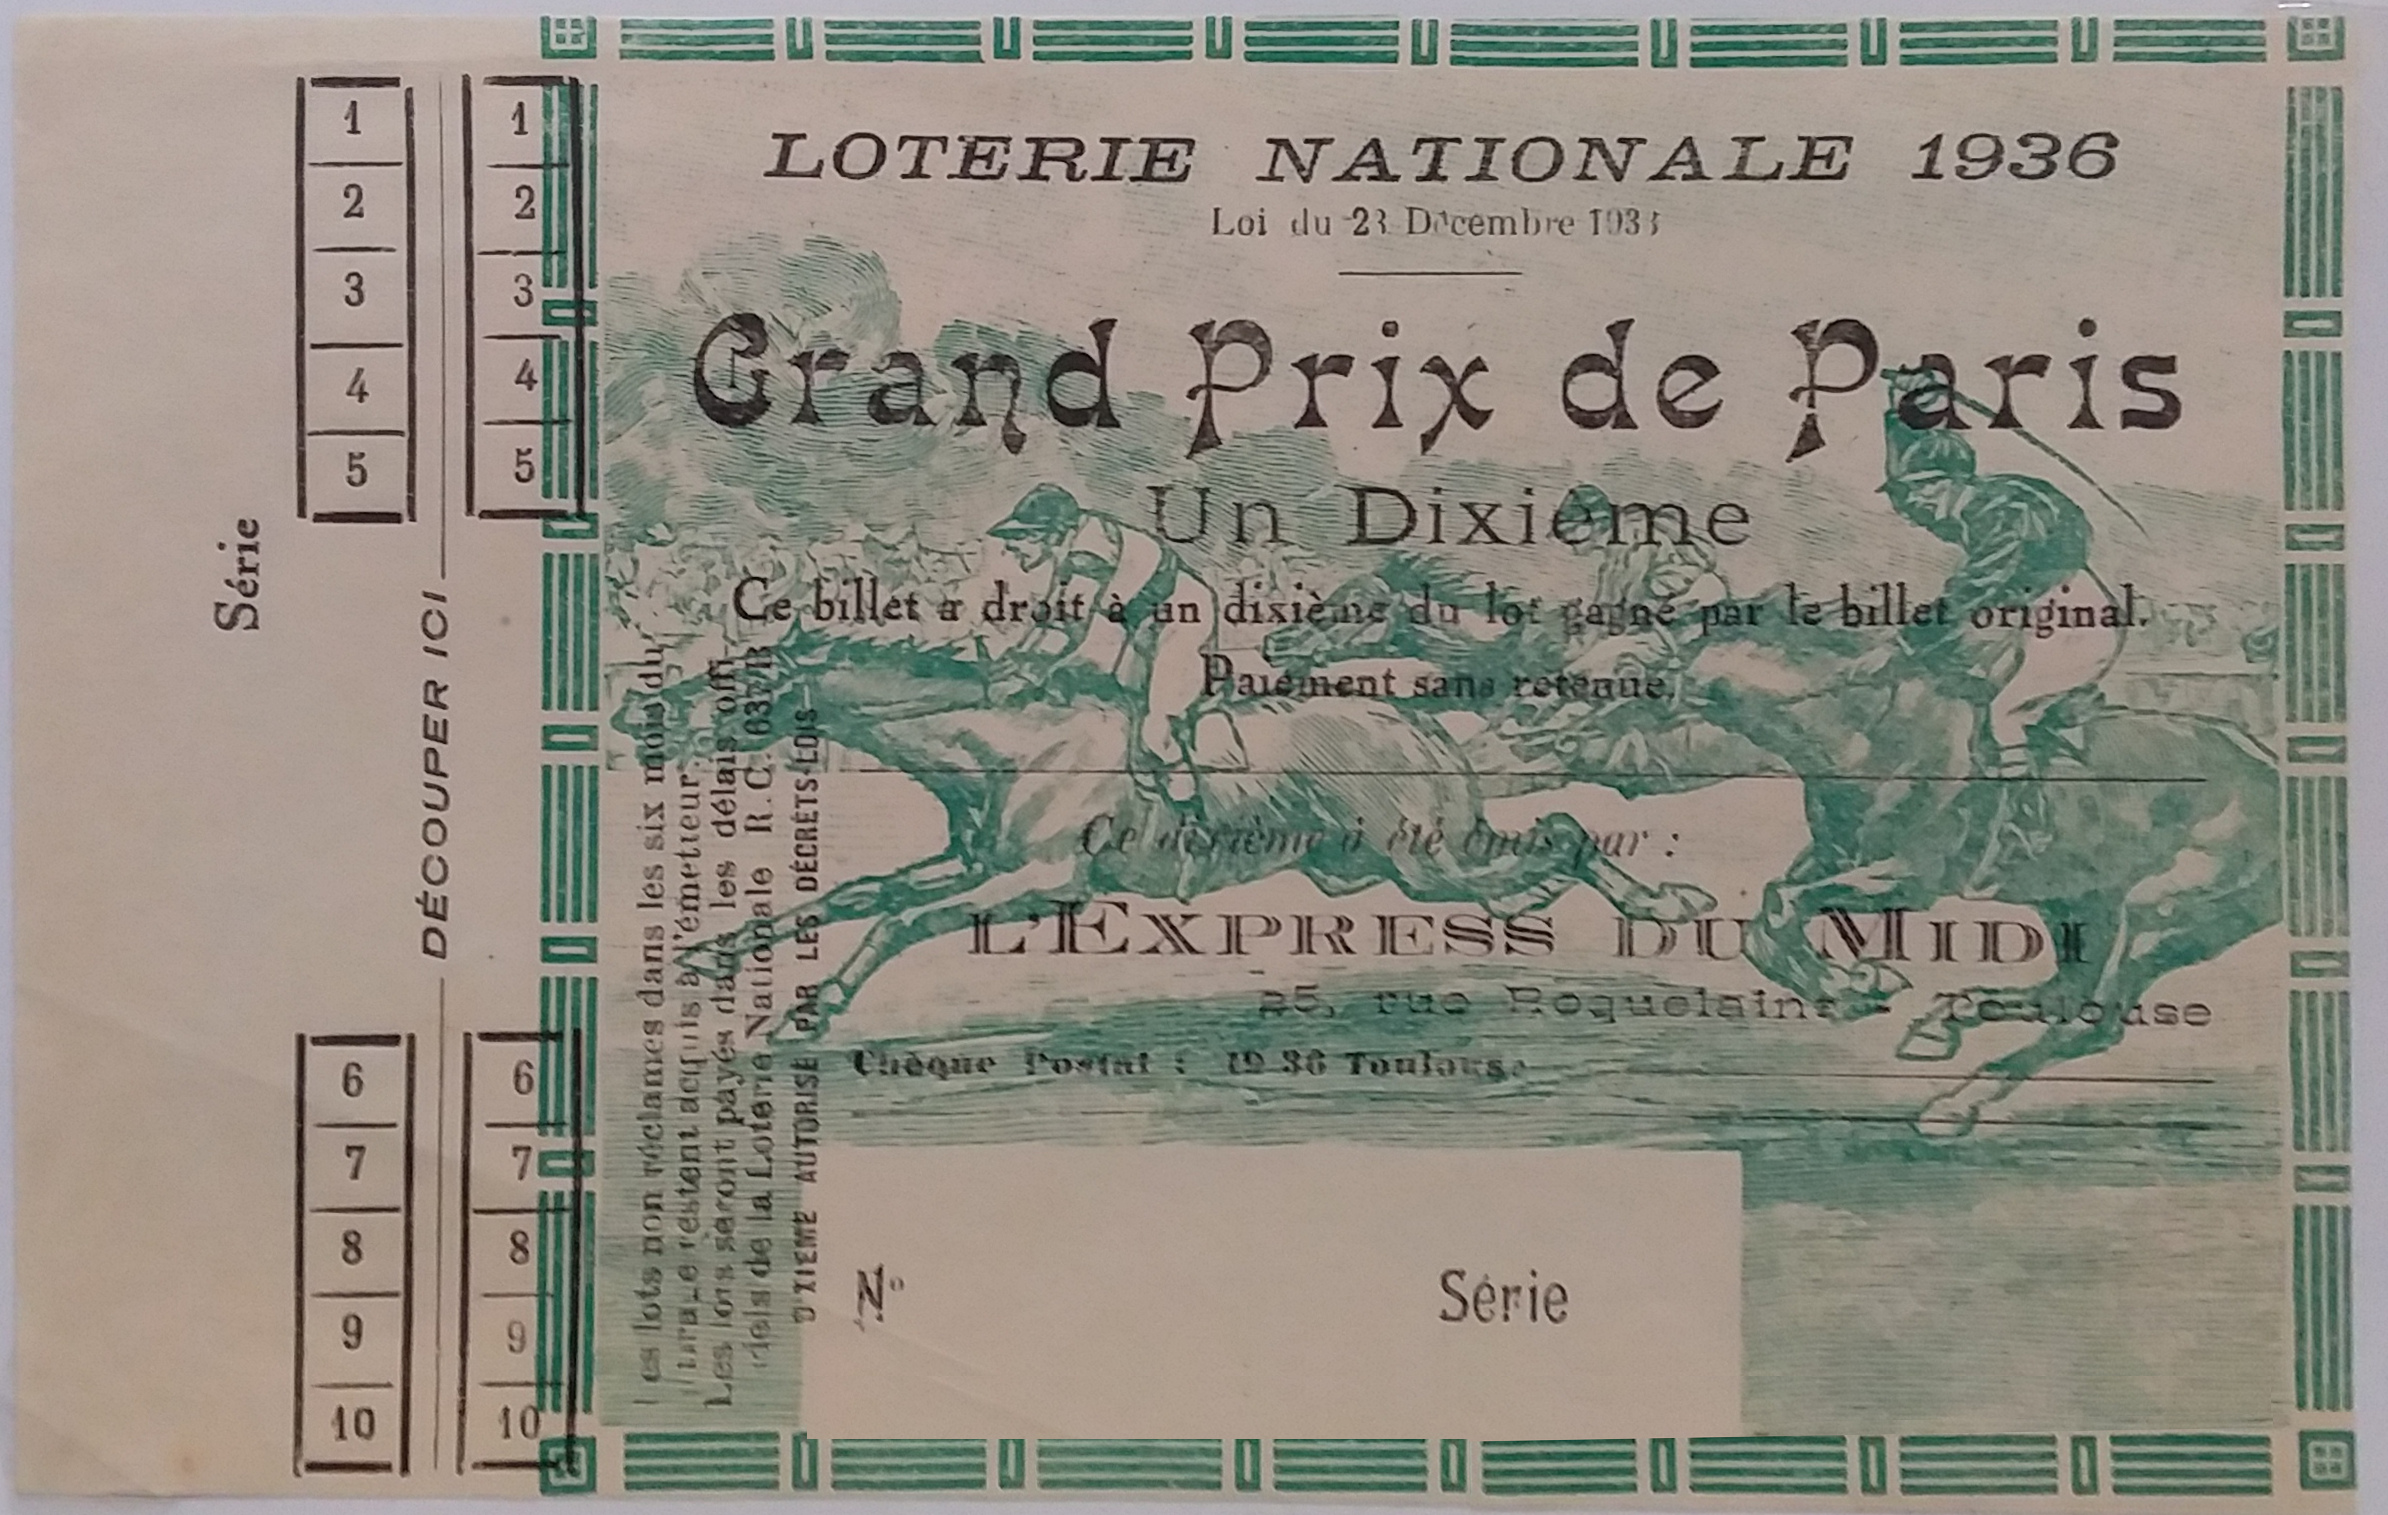 Série
1
2
3
4
5
6
7
8
9
10
DÉCOUPER ICI
1
2
3
4
5
6
7
8
9
10
LOTERIE NATIONALE 1936
Loi du 23 Décembre 1933
Grand Prix de Paris
Un Dixième
Ce billet a droit à un dixième du lot gagné par le billet original.
Paiement sans retenue.
Ce dixième a été émis par :
L'EXPRESS DU MIDI
25, rue Roquelaine - Toulouse
Chèque Postal : Toulouse
Les lots non réclamés dans les six mois du
tirage restent acquis à l'émetteur.
Les lots seront payés dans les délais offi-
ciels de la Loterie Nationale R.C.
DIXIEME AUTORISÉ PAR LES DÉCRETS-LOIS
N° Série